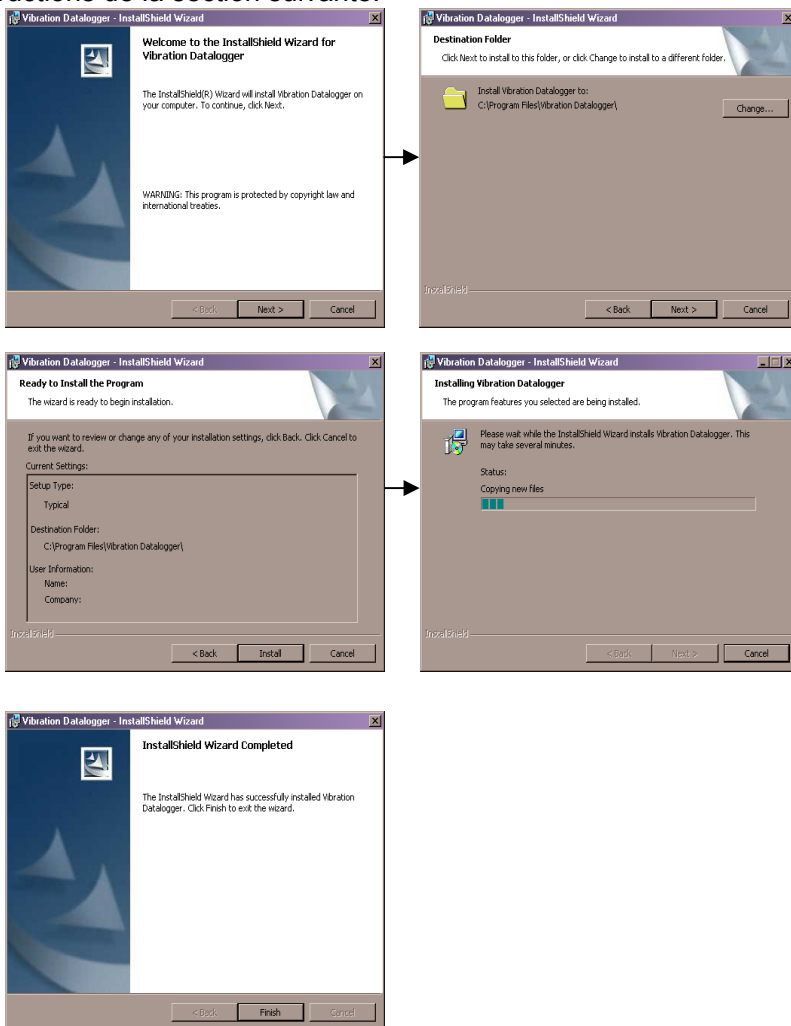 Vibration Datalogger - InstallShield Wizard
Welcome to the InstallShield Wizard for
Vibration Datalogger
The InstallShield(R) Wizard will install Vibration Datalogger on
your computer. To continue, click Next.
WARNING: This program is protected by copyright law and
international treaties.
< Back
Next >
Cancel
Vibration Datalogger - InstallShield Wizard
Destination Folder
Click Next to install to this folder, or click Change to install to a different folder.
Install Vibration Datalogger to:
C:\Program Files\Vibration Datalogger\
Change...
InstallShield
< Back
Next >
Cancel
Vibration Datalogger - InstallShield Wizard
Ready to Install the Program
The wizard is ready to begin installation.
If you want to review or change any of your installation settings, click Back. Click Cancel to
exit the wizard.
Current Settings:
Setup Type:
Typical
Destination Folder:
C:\Program Files\Vibration Datalogger\
User Information:
Name:
Company:
InstallShield
< Back
Install
Cancel
Vibration Datalogger - InstallShield Wizard
Installing Vibration Datalogger
The program features you selected are being installed.
Please wait while the InstallShield Wizard installs Vibration Datalogger. This
may take several minutes.
Status:
Copying new files
InstallShield
< Back
Next >
Cancel
Vibration Datalogger - InstallShield Wizard
InstallShield Wizard Completed
The InstallShield Wizard has successfully installed Vibration
Datalogger. Click Finish to exit the wizard.
< Back
Finish
Cancel